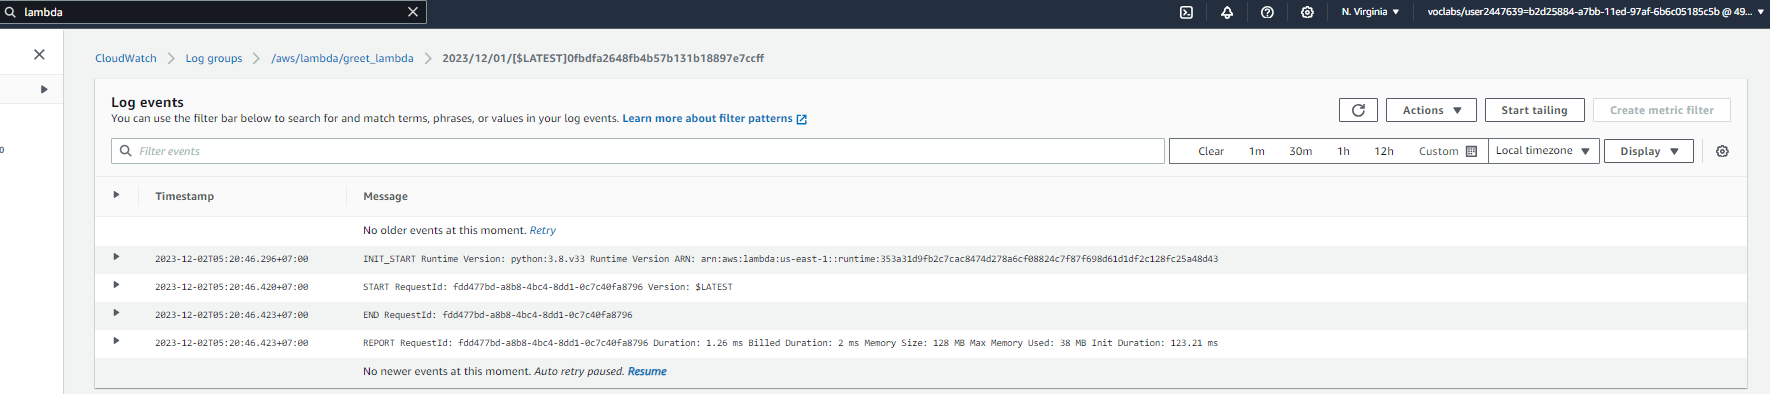 lambda
N. Virginia
voclabs/user2447639=b2d25884-a7bb-11ed-97af-6b6c05185c5b @ 49...
CloudWatch
Log groups
/aws/lambda/greet_lambda
2023/12/01/[$LATEST]0fbdfa2648fb4b57b131b18897e7ccff
Log events
You can use the filter bar below to search for and match terms, phrases, or values in your log events. Learn more about filter patterns
Actions
Start tailing
Create metric filter
Filter events
Clear
1m
30m
1h
12h
Custom
Local timezone
Display
Timestamp
Message
No older events at this moment. Retry
2023-12-02T05:20:46.296+07:00
INIT_START Runtime Version: python:3.8.v33 Runtime Version ARN: arn:aws:lambda:us-east-1::runtime:353a31d9fb2c7cac8474d278a6cf08824c7f87f698d61d1df2c128fc25a48d43
2023-12-02T05:20:46.420+07:00
START RequestId: fdd477bd-a8b8-4bc4-8dd1-0c7c40fa8796 Version: $LATEST
2023-12-02T05:20:46.423+07:00
END RequestId: fdd477bd-a8b8-4bc4-8dd1-0c7c40fa8796
2023-12-02T05:20:46.423+07:00
REPORT RequestId: fdd477bd-a8b8-4bc4-8dd1-0c7c40fa8796 Duration: 1.26 ms Billed Duration: 2 ms Memory Size: 128 MB Max Memory Used: 38 MB Init Duration: 123.21 ms
No newer events at this moment. Auto retry paused. Resume